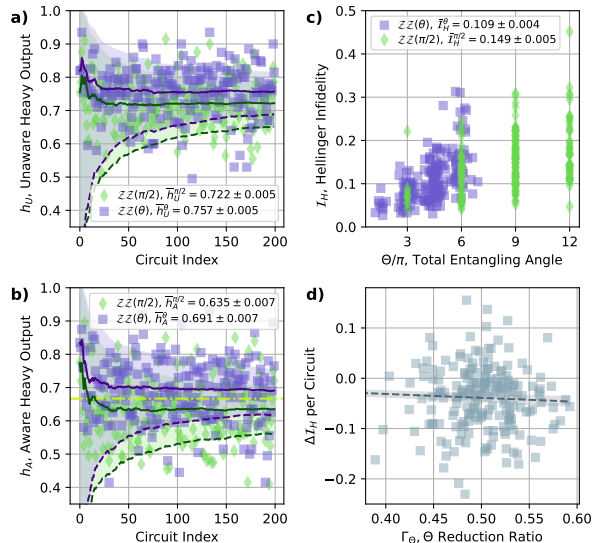 a)
1.0
0.9
0.8
0.7
0.6
0.5
0.4
h_U, Unaware Heavy Output
𝒵𝒵(π/2), h̅_U^{π/2} = 0.722 ± 0.005
𝒵𝒵(θ), h̅_U^θ = 0.757 ± 0.005
0 50 100 150 200
Circuit Index
c)
0.5
0.4
0.3
0.2
0.1
0.0
ℐ_H, Hellinger Infidelity
𝒵𝒵(θ), ℐ̅_H^θ = 0.109 ± 0.004
𝒵𝒵(π/2), ℐ̅_H^{π/2} = 0.149 ± 0.005
3 6 9 12
Θ/π, Total Entangling Angle
b)
1.0
0.9
0.8
0.7
0.6
0.5
0.4
h_A, Aware Heavy Output
𝒵𝒵(π/2), h̅_A^{π/2} = 0.635 ± 0.007
𝒵𝒵(θ), h̅_A^θ = 0.691 ± 0.007
0 50 100 150 200
Circuit Index
d)
0.1
0.0
−0.1
−0.2
Δℐ_H per Circuit
0.40 0.45 0.50 0.55 0.60
Γ_Θ, Θ Reduction Ratio